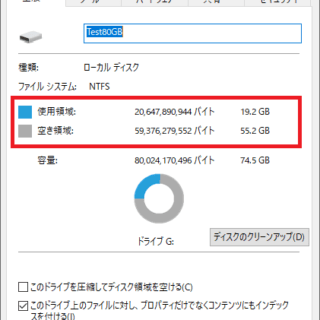 Test80GB
種類: ローカル ディスク
ファイル システム: NTFS
使用領域: 20,647,890,944 バイト 19.2 GB
空き領域: 59,376,279,552 バイト 55.2 GB
容量: 80,024,170,496 バイト 74.5 GB
ドライブ G:
ディスクのクリーンアップ(D)
このドライブを圧縮してディスク領域を空ける(C)
このドライブ上のファイルに対し、プロパティだけでなくコンテンツにもインデック
スを付ける(I)